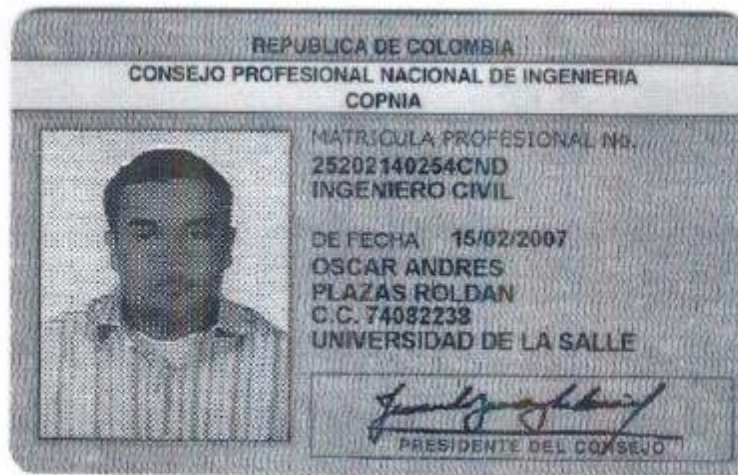 REPUBLICA DE COLOMBIA
CONSEJO PROFESIONAL NACIONAL DE INGENIERIA
COPNIA
MATRICULA PROFESIONAL No.
25202140254CND
INGENIERO CIVIL
DE FECHA 15/02/2007
OSCAR ANDRES
PLAZAS ROLDAN
C.C. 74082238
UNIVERSIDAD DE LA SALLE
PRESIDENTE DEL CONSEJO